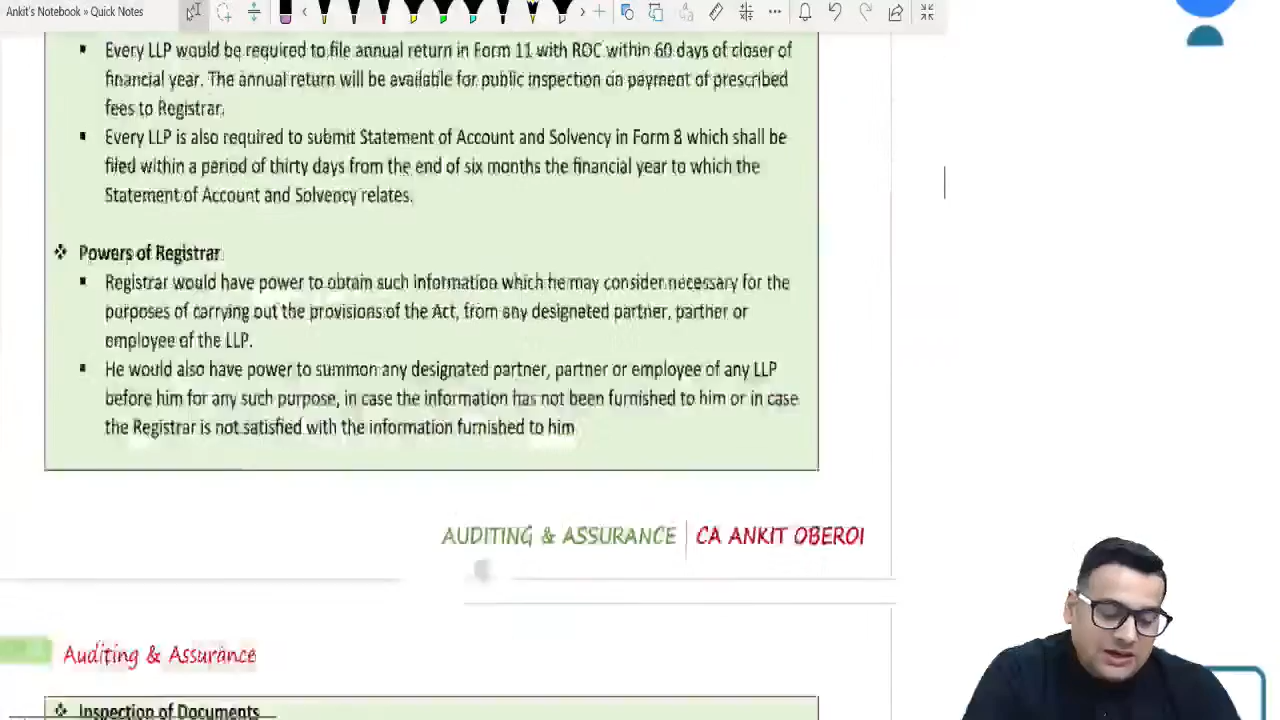 Ankit's Notebook » Quick Notes
Every LLP would be required to file annual return in Form 11 with ROC within 60 days of closer of
financial year. The annual return will be available for public inspection on payment of prescribed
fees to Registrar.
Every LLP is also required to submit Statement of Account and Solvency in Form 8 which shall be
filed within a period of thirty days from the end of six months the financial year to which the
Statement of Account and Solvency relates.
Powers of Registrar
Registrar would have power to obtain such information which he may consider necessary for the
purposes of carrying out the provisions of the Act, from any designated partner, partner or
employee of the LLP.
He would also have power to summon any designated partner, partner or employee of any LLP
before him for any such purpose, in case the information has not been furnished to him or in case
the Registrar is not satisfied with the information furnished to him
AUDITING & ASSURANCE CA ANKIT OBEROI
Auditing & Assurance
Inspection of Documents